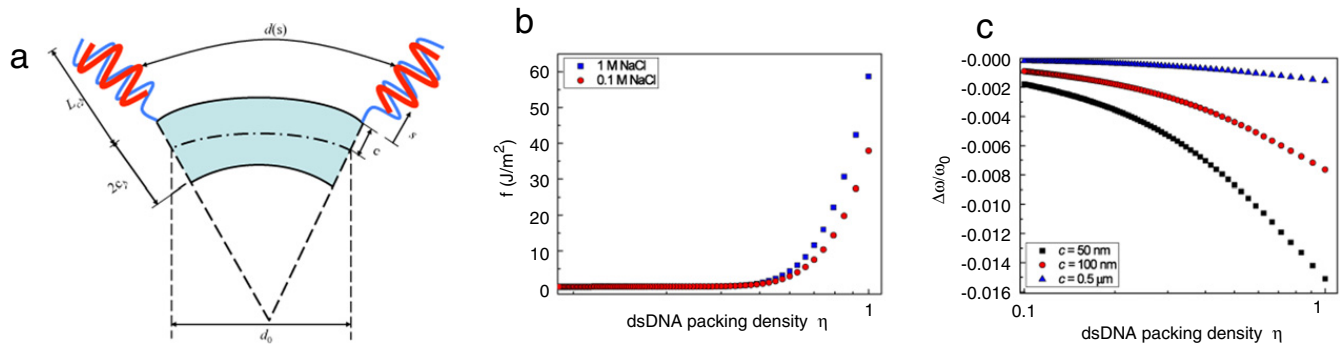 a
d(s)
L
s
c
2c
d₀
b
1 M NaCl
0.1 M NaCl
f (J/m²)
60
50
40
30
20
10
0
1
dsDNA packing density η
c
-0.000
-0.002
-0.004
-0.006
-0.008
-0.010
-0.012
-0.014
-0.016
Δω/ω₀
c = 50 nm
c = 100 nm
c = 0.5 μm
0.1
1
dsDNA packing density η